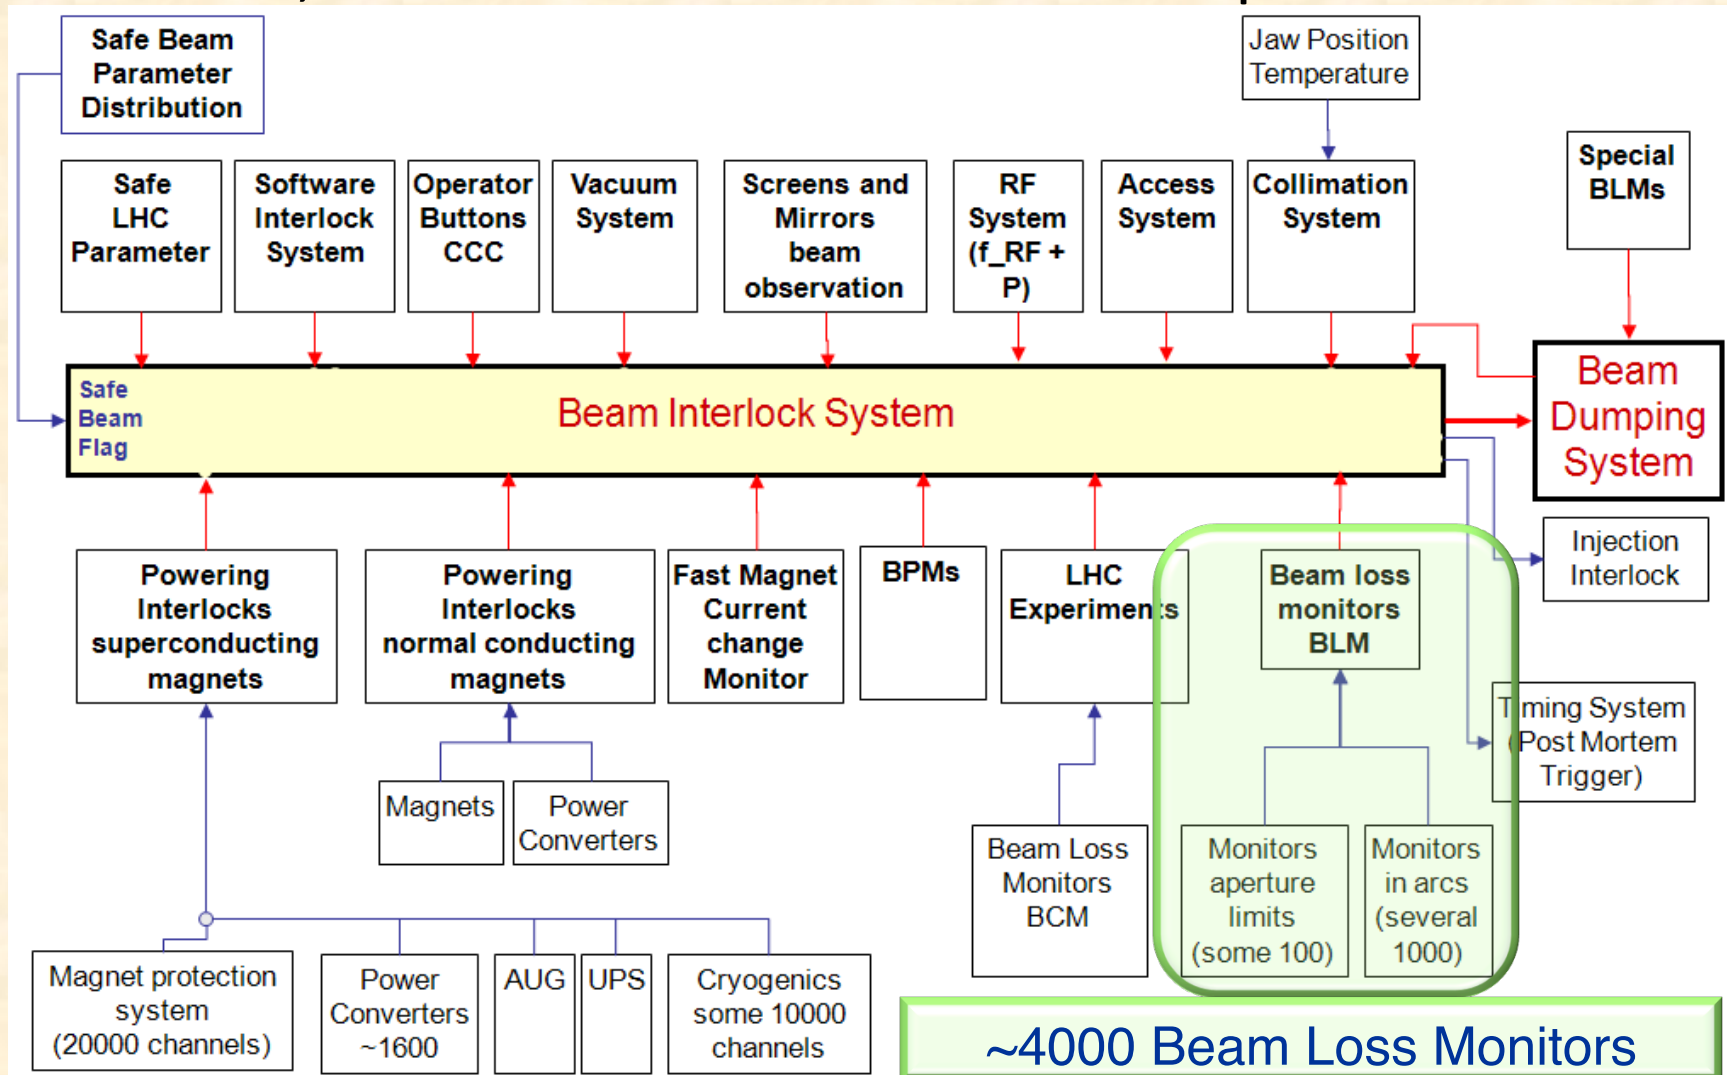 Safe Beam
Parameter
Distribution
Jaw Position
Temperature
Safe
LHC
Parameter
Software
Interlock
System
Operator
Buttons
CCC
Vacuum
System
Screens and
Mirrors
beam
observation
RF
System
(f_RF +
P)
Access
System
Collimation
System
Special
BLMs
Safe
Beam
Flag
Beam Interlock System
Beam
Dumping
System
Powering
Interlocks
superconducting
magnets
Powering
Interlocks
normal conducting
magnets
Fast Magnet
Current
change
Monitor
BPMs
LHC
Experiments
Beam loss
monitors
BLM
Injection
Interlock
Timing System
(Post Mortem
Trigger)
Magnets
Power
Converters
Beam Loss
Monitors
BCM
Monitors
aperture
limits
(some 100)
Monitors
in arcs
(several
1000)
Magnet protection
system
(20000 channels)
Power
Converters
~1600
AUG
UPS
Cryogenics
some 10000
channels
~4000 Beam Loss Monitors